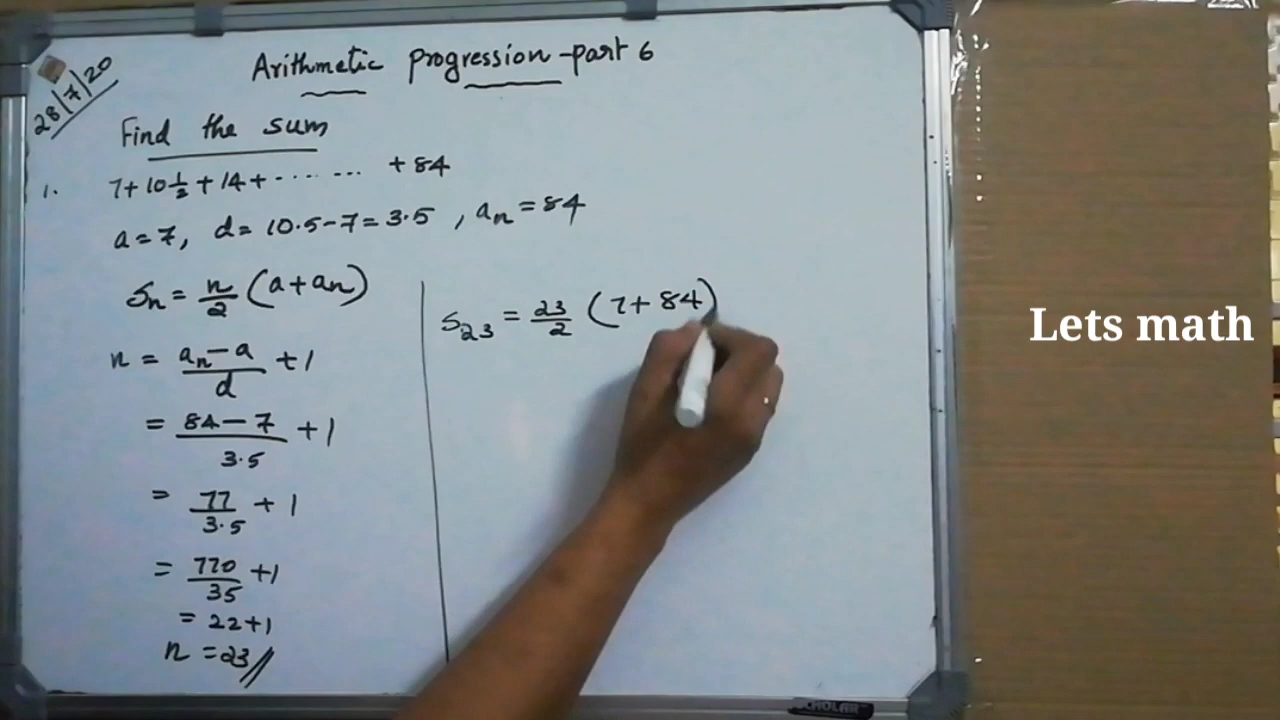 Arithmetic progression-part 6
28/7/20
Find the sum
1. 7+10½+14+....... +84
a=7, d= 10.5-7=3.5 , aₙ=84
Sₙ = n/2 (a+aₙ)
n = aₙ-a/d +1
= 84-7/3.5 +1
= 77/3.5 +1
= 770/35 +1
= 22+1
n =23//
S₂₃ = 23/2 (7+84)
Lets math
SCHOLAR